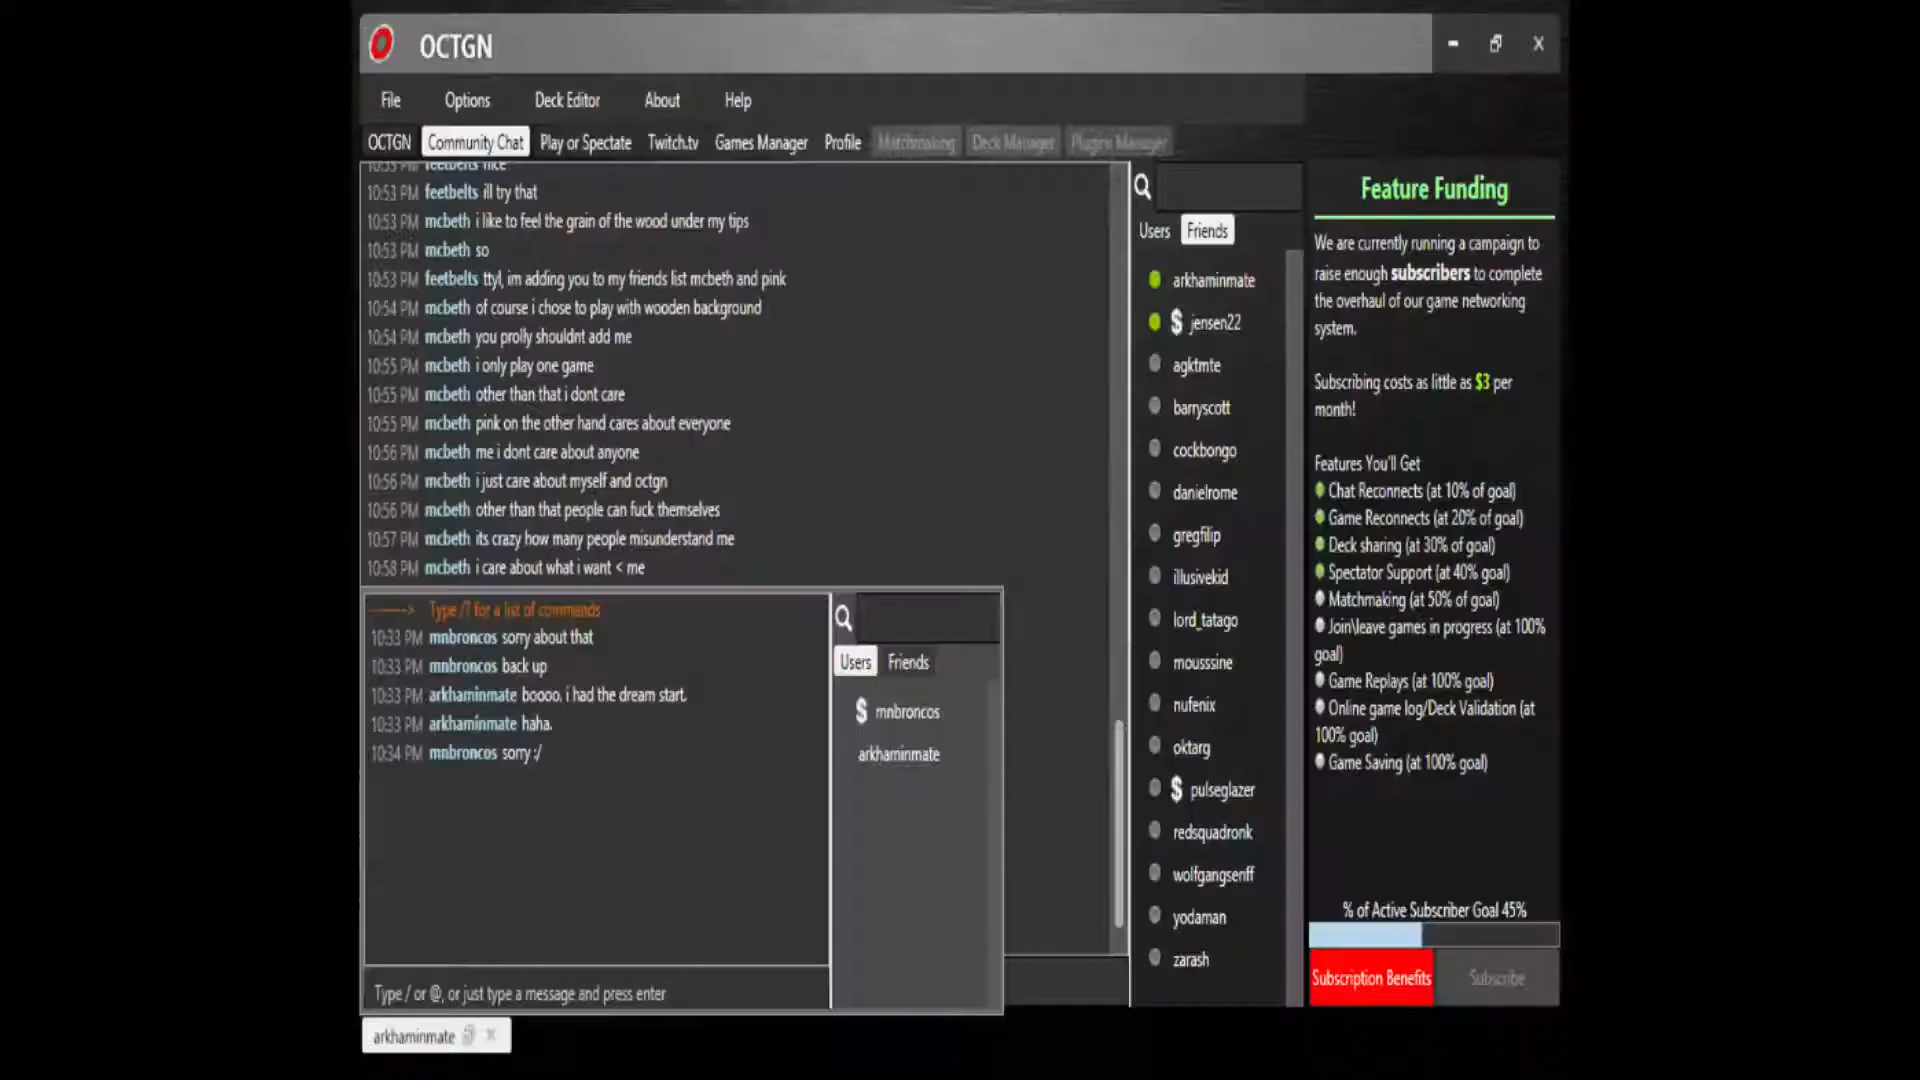 OCTGN
File Options Deck Editor About Help
OCTGN Community Chat Play or Spectate Twitch.tv Games Manager Profile Matchmaking Deck Manager Plugins Manager
10:53 PM feetbelts nice
10:53 PM feetbelts ill try that
10:53 PM mcbeth i like to feel the grain of the wood under my tips
10:53 PM mcbeth so
10:53 PM feetbelts ttyl, im adding you to my friends list mcbeth and pink
10:54 PM mcbeth of course i chose to play with wooden background
10:54 PM mcbeth you prolly shouldnt add me
10:55 PM mcbeth i only play one game
10:55 PM mcbeth other than that i dont care
10:55 PM mcbeth pink on the other hand cares about everyone
10:56 PM mcbeth me i dont care about anyone
10:56 PM mcbeth i just care about myself and octgn
10:56 PM mcbeth other than that people can fuck themselves
10:57 PM mcbeth its crazy how many people misunderstand me
10:58 PM mcbeth i care about what i want < me
-----> Type /? for a list of commends
10:33 PM mnbroncos sorry about that
10:33 PM mnbroncos back up
10:33 PM arkhaminmate boooo. i had the dream start.
10:33 PM arkhaminmate haha.
10:34 PM mnbroncos sorry :/
Type / or @, or just type a message and press enter
arkhaminmate
Users Friends
$ mnbroncos
arkhaminmate
Users Friends
arkhaminmate
$ jensen22
agktmte
barryscott
cockbongo
danielrome
gregfilip
illusivekid
lord_tatago
mousssine
nufenix
oktarg
$ pulseglazer
redsquadronk
wolfgangsenff
yodaman
zarash
Feature Funding
We are currently running a campaign to
raise enough subscribers to complete
the overhaul of our game networking
system.
Subscribing costs as little as $3 per
month!
Features You'll Get
Chat Reconnects (at 10% of goal)
Game Reconnects (at 20% of goal)
Deck sharing (at 30% of goal)
Spectator Support (at 40% goal)
Matchmaking (at 50% of goal)
Join\leave games in progress (at 100%
goal)
Game Replays (at 100% goal)
Online game log/Deck Validation (at
100% goal)
Game Saving (at 100% goal)
% of Active Subscriber Goal 45%
Subscription Benefits Subscribe